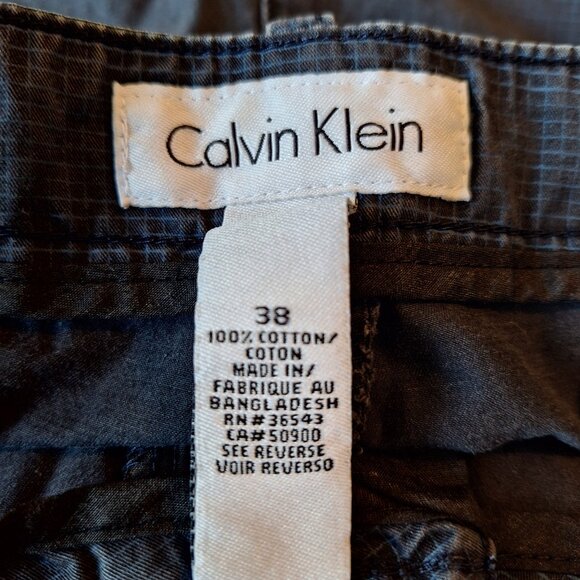 Calvin Klein
38
100% COTTON/
COTON
MADE IN/
FABRIQUE AU
BANGLADESH
RN#36543
CA#50900
SEE REVERSE
VOIR REVERSO